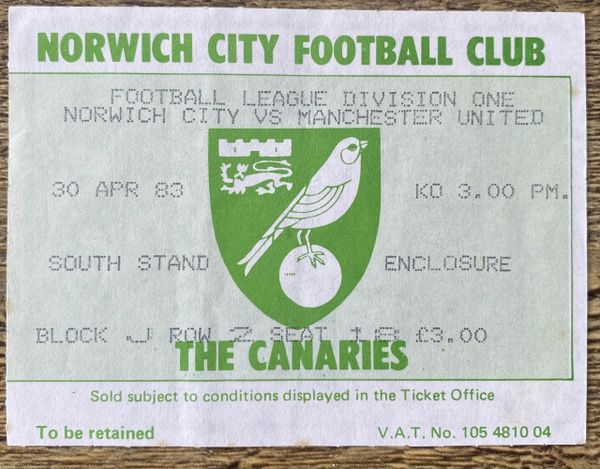 NORWICH CITY FOOTBALL CLUB
FOOTBALL LEAGUE DIVISION ONE
NORWICH CITY VS MANCHESTER UNITED
30 APR 83 KO 3.00 PM.
SOUTH STAND ENCLOSURE
BLOCK J ROW Z SEAT 18 £3.00
THE CANARIES
Sold subject to conditions displayed in the Ticket Office
To be retained V.A.T. No. 105 4810 04